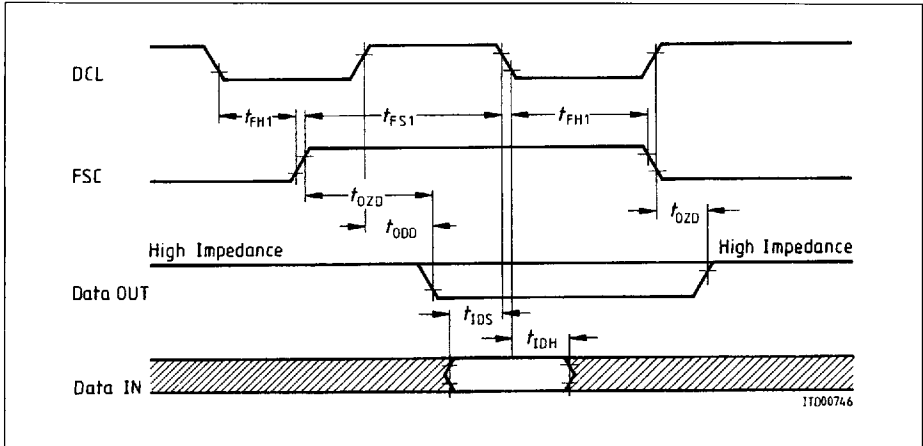 DCL
tFH1 tFS1 tFH1
FSC
tOZD tOZD
tODD
High Impedance High Impedance
Data OUT
tIDS
tIDH
Data IN
ITD00746